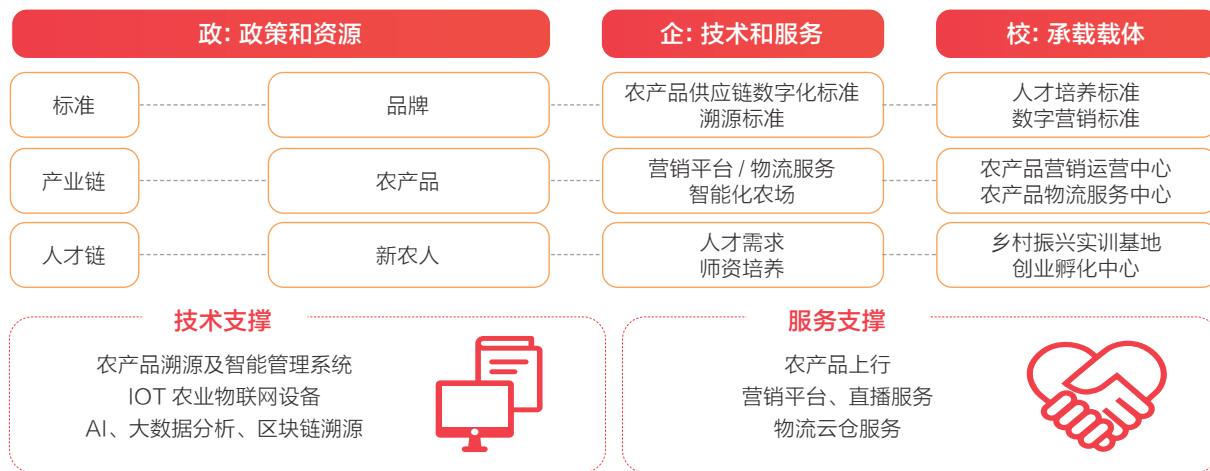 政: 政策和资源
企: 技术和服务
校: 承载载体
标准
品牌
农产品供应链数字化标准
溯源标准
人才培养标准
数字营销标准
产业链
农产品
营销平台 / 物流服务
智能化农场
农产品营销运营中心
农产品物流服务中心
人才链
新农人
人才需求
师资培养
乡村振兴实训基地
创业孵化中心
技术支撑
农产品溯源及智能管理系统
IOT 农业物联网设备
AI、大数据分析、区块链溯源
服务支撑
农产品上行
营销平台、直播服务
物流云仓服务